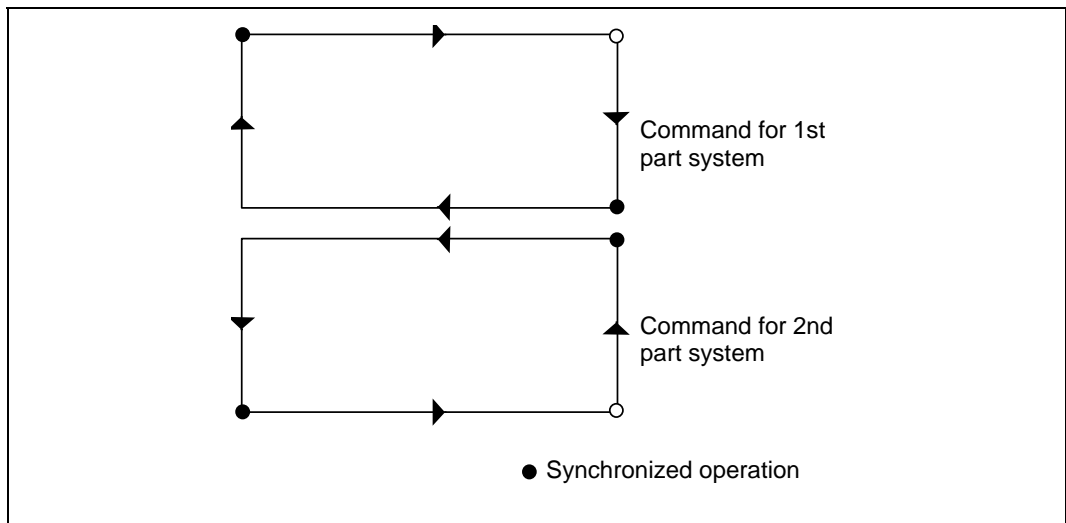 Command for 1st
part system
Command for 2nd
part system
Synchronized operation